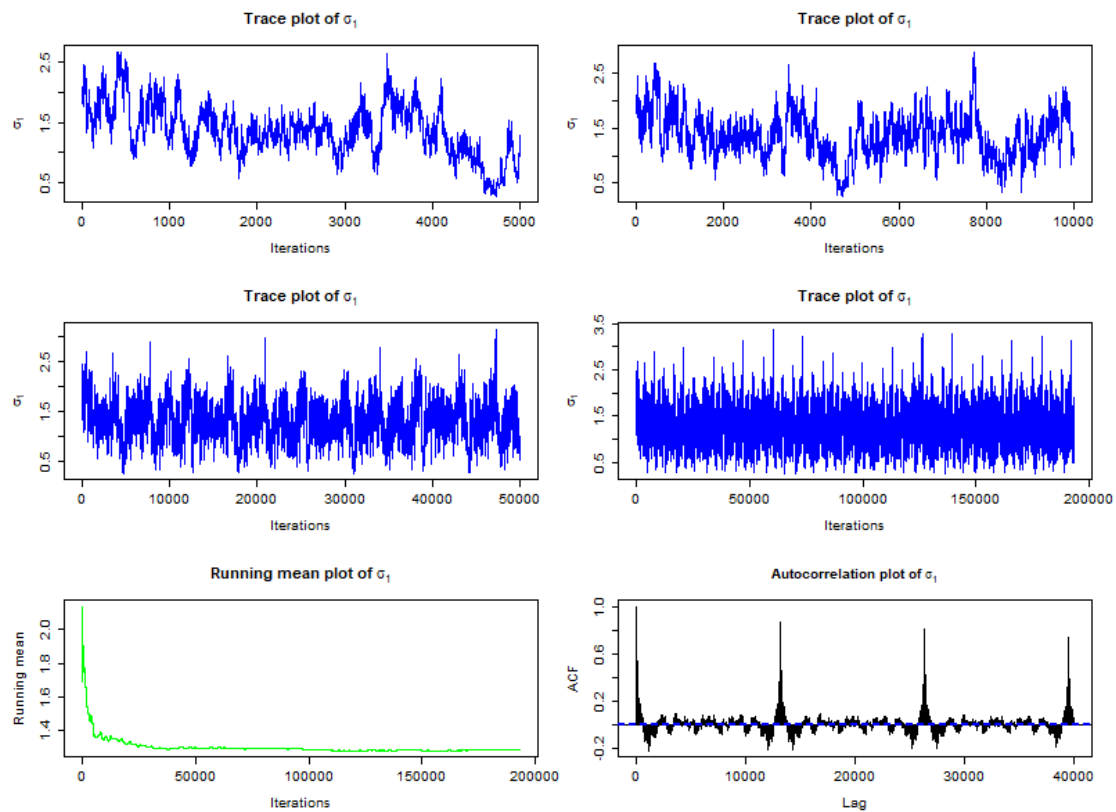 Trace plot of σ1
σ1
2.5
1.5
0.5
0 1000 2000 3000 4000 5000
Iterations
Trace plot of σ1
σ1
2.5
1.5
0.5
0 2000 4000 6000 8000 10000
Iterations
Trace plot of σ1
σ1
2.5
1.5
0.5
0 10000 20000 30000 40000 50000
Iterations
Trace plot of σ1
σ1
3.5
2.5
1.5
0.5
0 50000 100000 150000 200000
Iterations
Running mean plot of σ1
Running mean
2.0
1.8
1.6
1.4
0 50000 100000 150000 200000
Iterations
Autocorrelation plot of σ1
ACF
1.0
0.6
0.2
-0.2
0 10000 20000 30000 40000
Lag